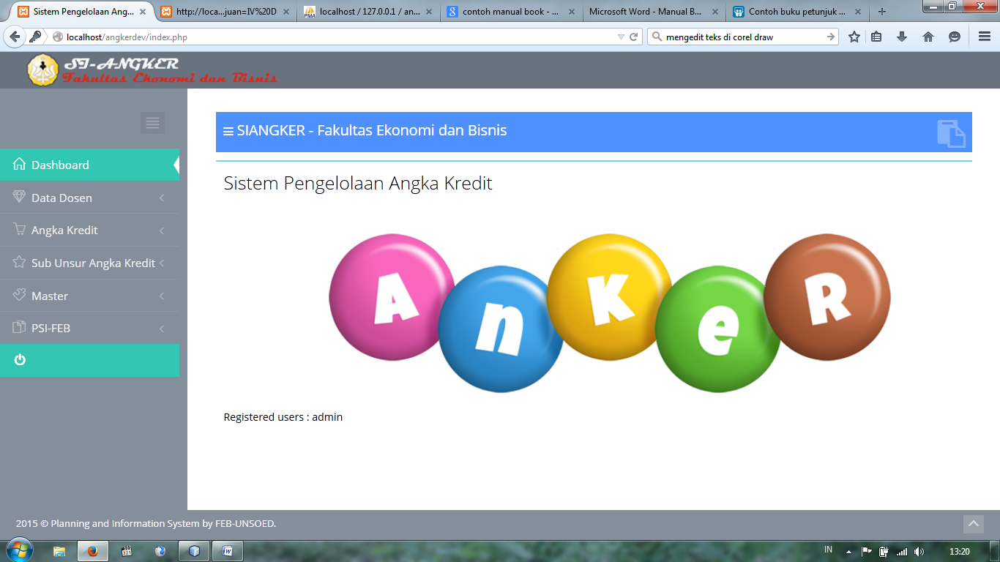 Sistem Pengelolaan Ang...
http://loca...juan=IV%20D
localhost / 127.0.0.1 / an...
contoh manual book - ...
Microsoft Word - Manual B...
Contoh buku petunjuk ...
localhost/angkerdev/index.php
mengedit teks di corel draw
SI-ANGKER
Fakultas Ekonomi dan Bisnis
SIANGKER - Fakultas Ekonomi dan Bisnis
Dashboard
Data Dosen
Angka Kredit
Sub Unsur Angka Kredit
Master
PSI-FEB
Sistem Pengelolaan Angka Kredit
AnKeR
Registered users : admin
2015 © Planning and Information System by FEB-UNSOED.
IN
13:20